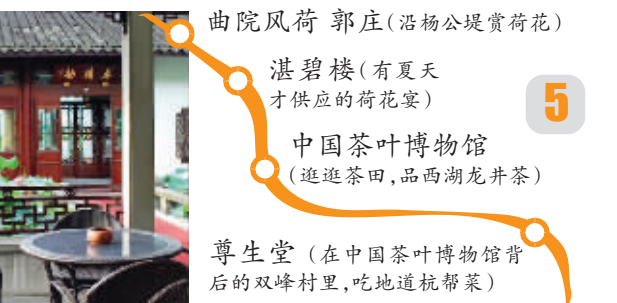 曲院风荷 郭庄(沿杨公堤赏荷花)
湛碧楼(有夏天
才供应的荷花宴)
5
中国茶叶博物馆
(逛逛茶田,品西湖龙井茶)
尊生堂 (在中国茶叶博物馆背
后的双峰村里,吃地道杭帮菜)